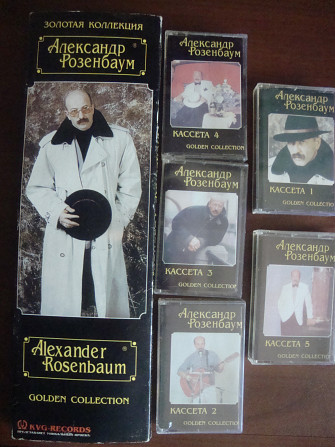 ЗОЛОТАЯ КОЛЛЕКЦИЯ
Александр
Розенбаум
Alexander
Rosenbaum
GOLDEN COLLECTION
KVG-RECORDS
Александр
Розенбаум
КАССЕТА 4
GOLDEN COLLECTION
Александр
Розенбаум
КАССЕТА 3
GOLDEN COLLECTION
Александр
Розенбаум
КАССЕТА 2
GOLDEN COLLECTION
Александр
Розенбаум
КАССЕТА 1
GOLDEN COLLECTION
Александр
Розенбаум
КАССЕТА 5
GOLDEN COLLECTION